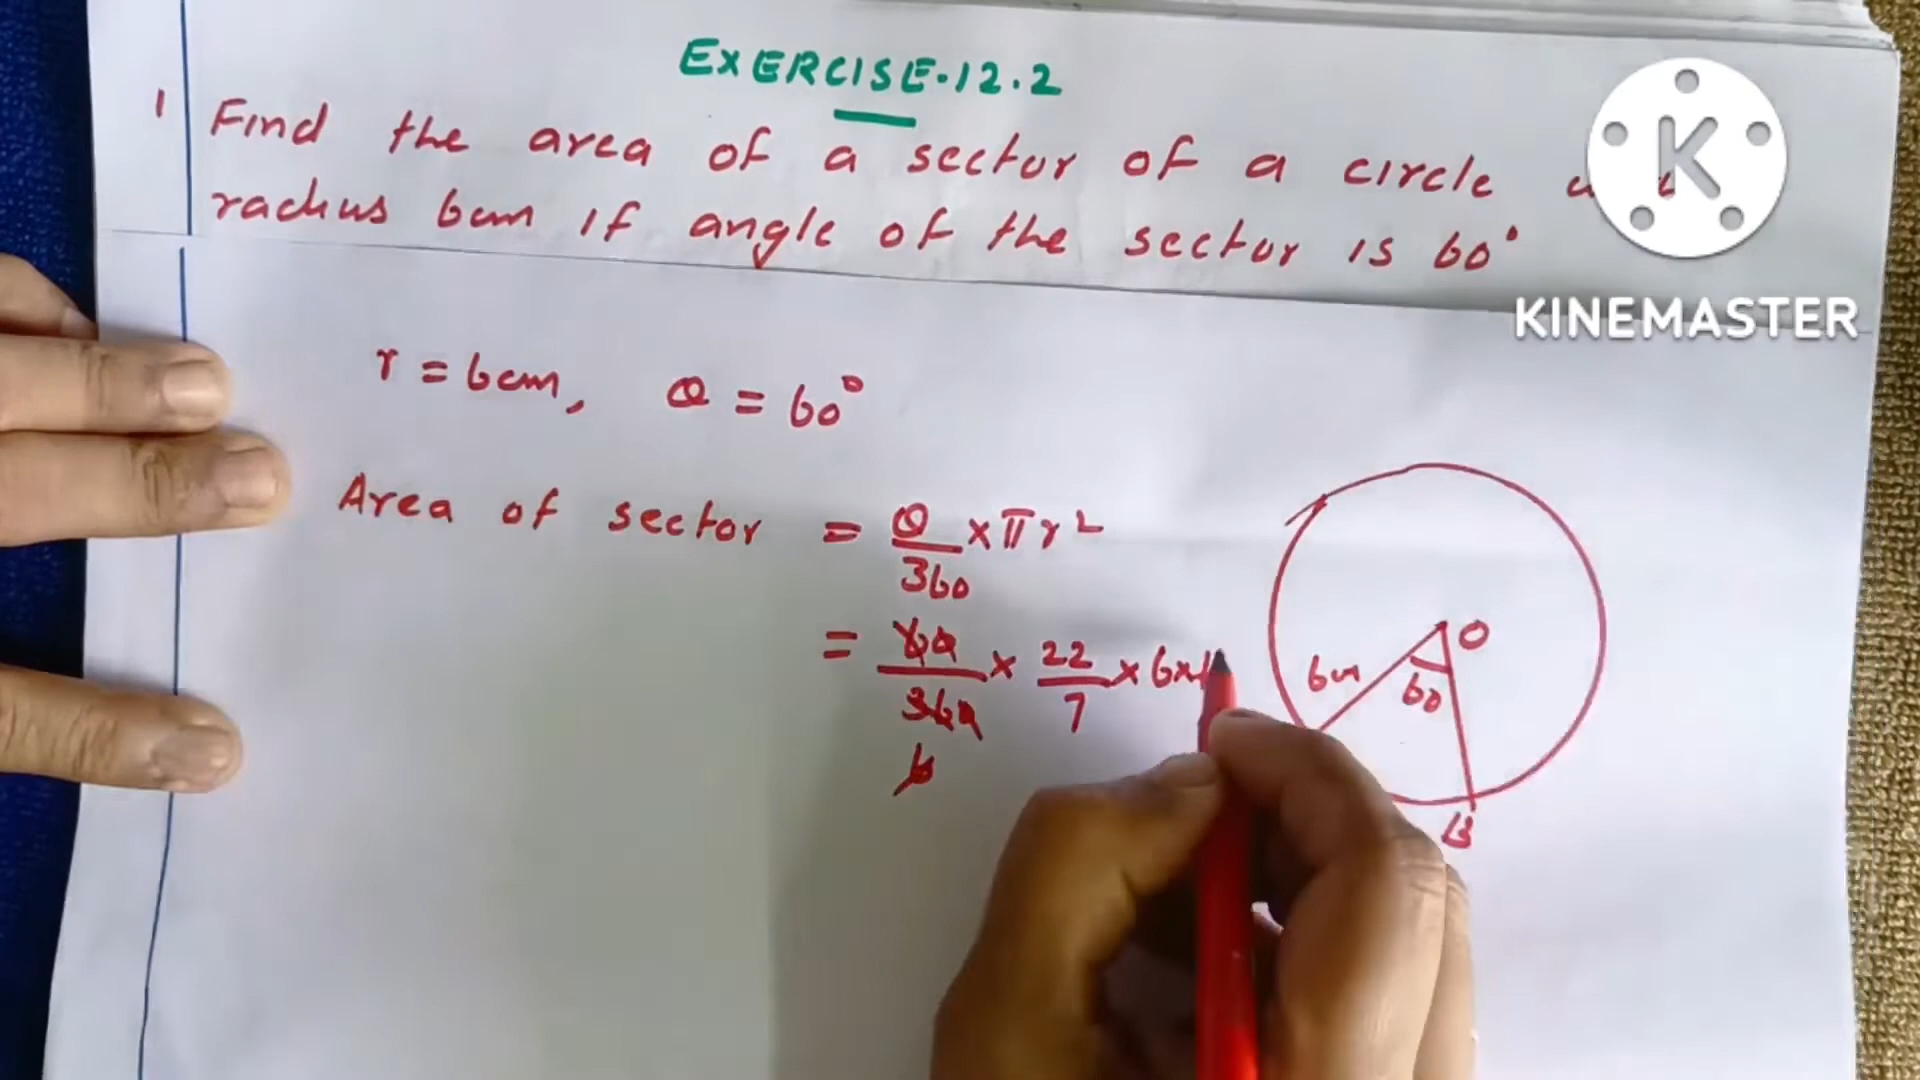 EXERCISE-12.2
1 Find the area of a sector of a circle
radius 6cm if angle of the sector is 60°
KINEMASTER
r = 6cm, θ = 60°
Area of sector = θ/360 × πr²
= 60/360 × 22/7 × 6×
6
O
6cm
60
B